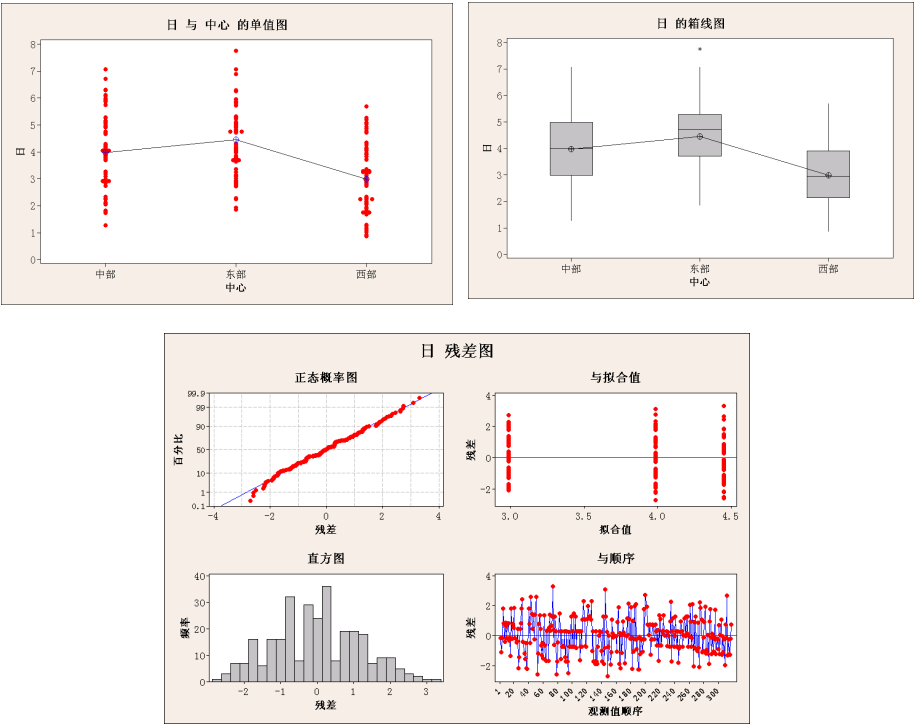 日 与 中心 的单值图
8
7
6
5
4
3
2
1
0
日
中部
东部
西部
中心
日 的箱线图
8
7
6
5
4
3
2
1
0
日
中部
东部
西部
中心
日 残差图
正态概率图
99.9
99
90
50
10
1
0.1
百分比
-4
-2
0
2
4
残差
与拟合值
4
2
0
-2
残差
3.0
3.5
4.0
4.5
拟合值
直方图
40
30
20
10
0
频率
-2
-1
0
1
2
3
残差
与顺序
4
2
0
-2
残差
1
20
40
60
80
100
120
140
160
180
200
220
240
260
280
300
观测值顺序